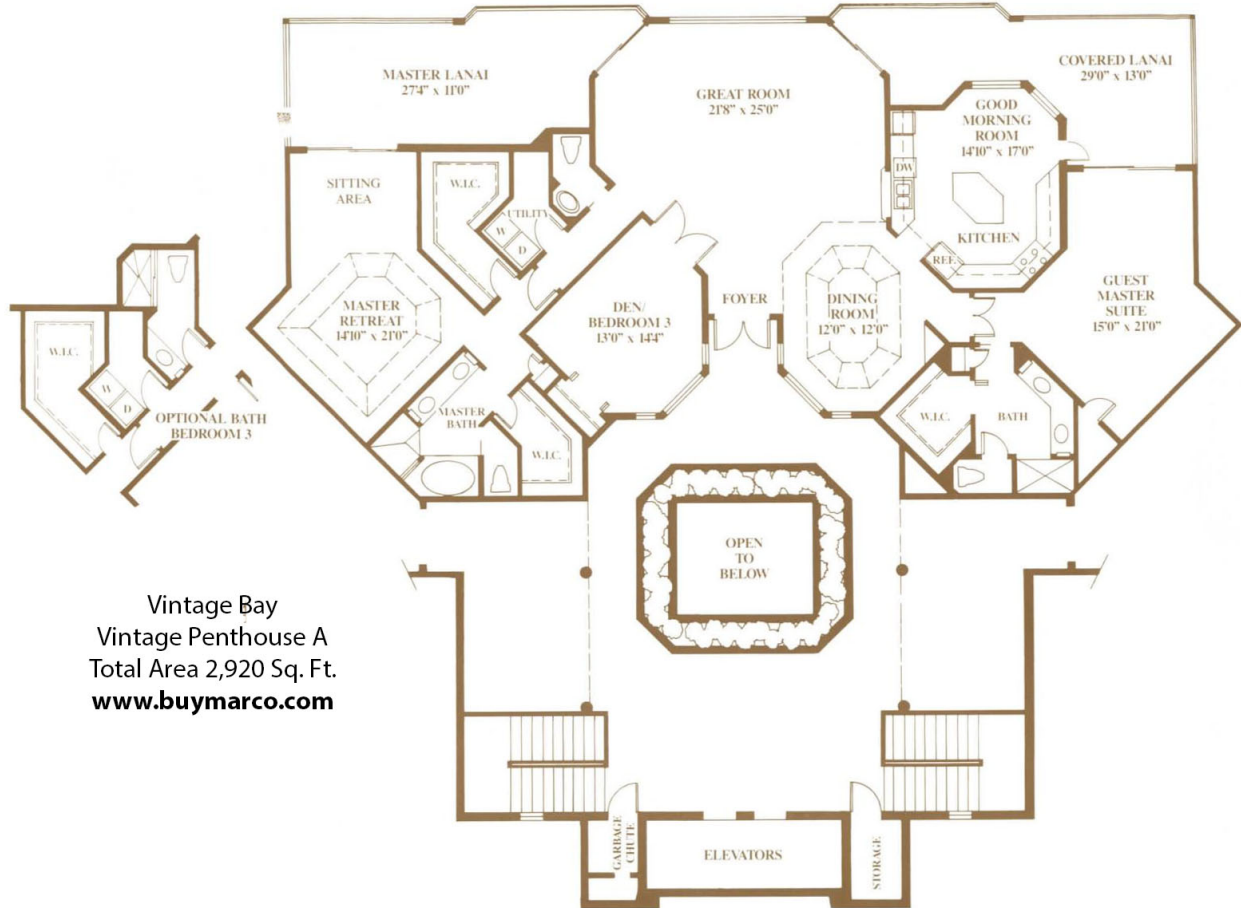 MASTER LANAI
27'4" x 11'0"
GREAT ROOM
21'8" x 25'0"
COVERED LANAI
29'0" x 13'0"
GOOD
MORNING
ROOM
14'10" x 17'0"
DW
KITCHEN
REF.
SITTING
AREA
W.I.C.
UTILITY
W
D
MASTER
RETREAT
14'10" x 21'0"
DEN/
BEDROOM 3
13'0" x 14'4"
FOYER
DINING
ROOM
12'0" x 12'0"
GUEST
MASTER
SUITE
15'0" x 21'0"
W.I.C.
W
D
OPTIONAL BATH
BEDROOM 3
MASTER
BATH
W.I.C.
W.I.C.
BATH
OPEN
TO
BELOW
Vintage Bay
Vintage Penthouse A
Total Area 2,920 Sq. Ft.
www.buymarco.com
GARBAGE
CHUTE
ELEVATORS
STORAGE